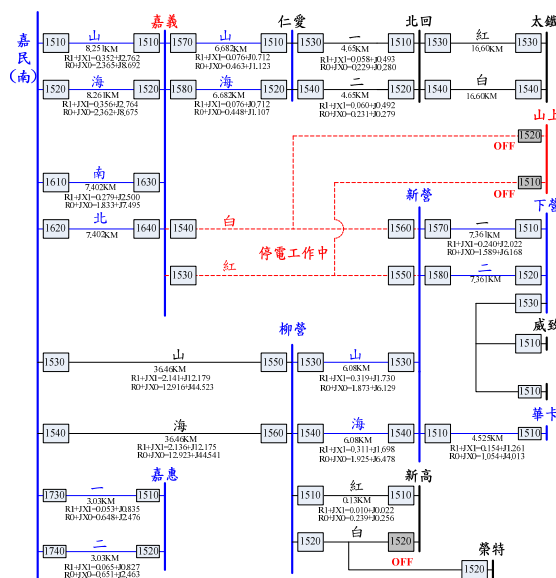 嘉民(南)
嘉義
仁愛
北回
太鐵
1510
山
8,251KM
R1+JX1=0.352+J2.762
R0+JX0=2.365+J8.692
1510
1570
山
6,682KM
R1+JX1=0.076+J0.712
R0+JX0=0.463+J1.123
1510
1530
一
4.65KM
R1+JX1=0.058+J0.493
R0+JX0=0.229+J0.280
1510
1530
紅
16,60KM
1530
1520
海
8,261KM
R1+JX1=0.356+J2,764
R0+JX0=2,362+J8,675
1520
1580
海
6.682KM
R1+JX1=0.076+J0,712
R0+JX0=0.448+J1.107
1510
1540
二
4.65KM
R1+JX1=0.060+J0,492
R0+JX0=0.231+J0.279
1520
1540
白
16.60KM
1540
山上
1520
OFF
1510
OFF
1610
南
7,402KM
R1+JX1=0.279+J2.500
R0+JX0=1.833+J7.495
1630
1620
北
7,402KM
1640
1540
白
1560
1530
紅
1550
停電工作中
新營
下營
1570
一
7,361KM
R1+JX1=0.240+J2,022
R0+JX0=1.589+J6.168
1510
1580
二
7,361KM
1520
1530
威致
1510
1510
1530
山
36.46KM
R1+JX1=2.141+J12.179
R0+JX0=12.916+J44.523
柳營
1550
1530
山
6.08KM
R1+JX1=0.319+J1.730
R0+JX0=1.873+J6.129
1530
1540
海
36.46KM
R1+JX1=2.136+J12.175
R0+JX0=12.923+J44.541
1560
1540
海
6.08KM
R1+JX1=0,311+J1,698
R0+JX0=1.925+J6.478
1540
華卡
1510
4.525KM
R1+JX1=0.154+J1,261
R0+JX0=1,054+J4,013
1510
嘉惠
1730
一
3.03KM
R1+JX1=0.053+J0.835
R0+JX0=0.648+J2.476
1510
1740
二
3.03KM
R1+JX1=0.065+J0.827
R0+JX0=0.651+J2,463
1520
新高
1510
紅
0.13KM
R1+JX1=0.010+J0.022
R0+JX0=0.239+J0.256
1510
1520
白
1520
OFF
榮特
1520